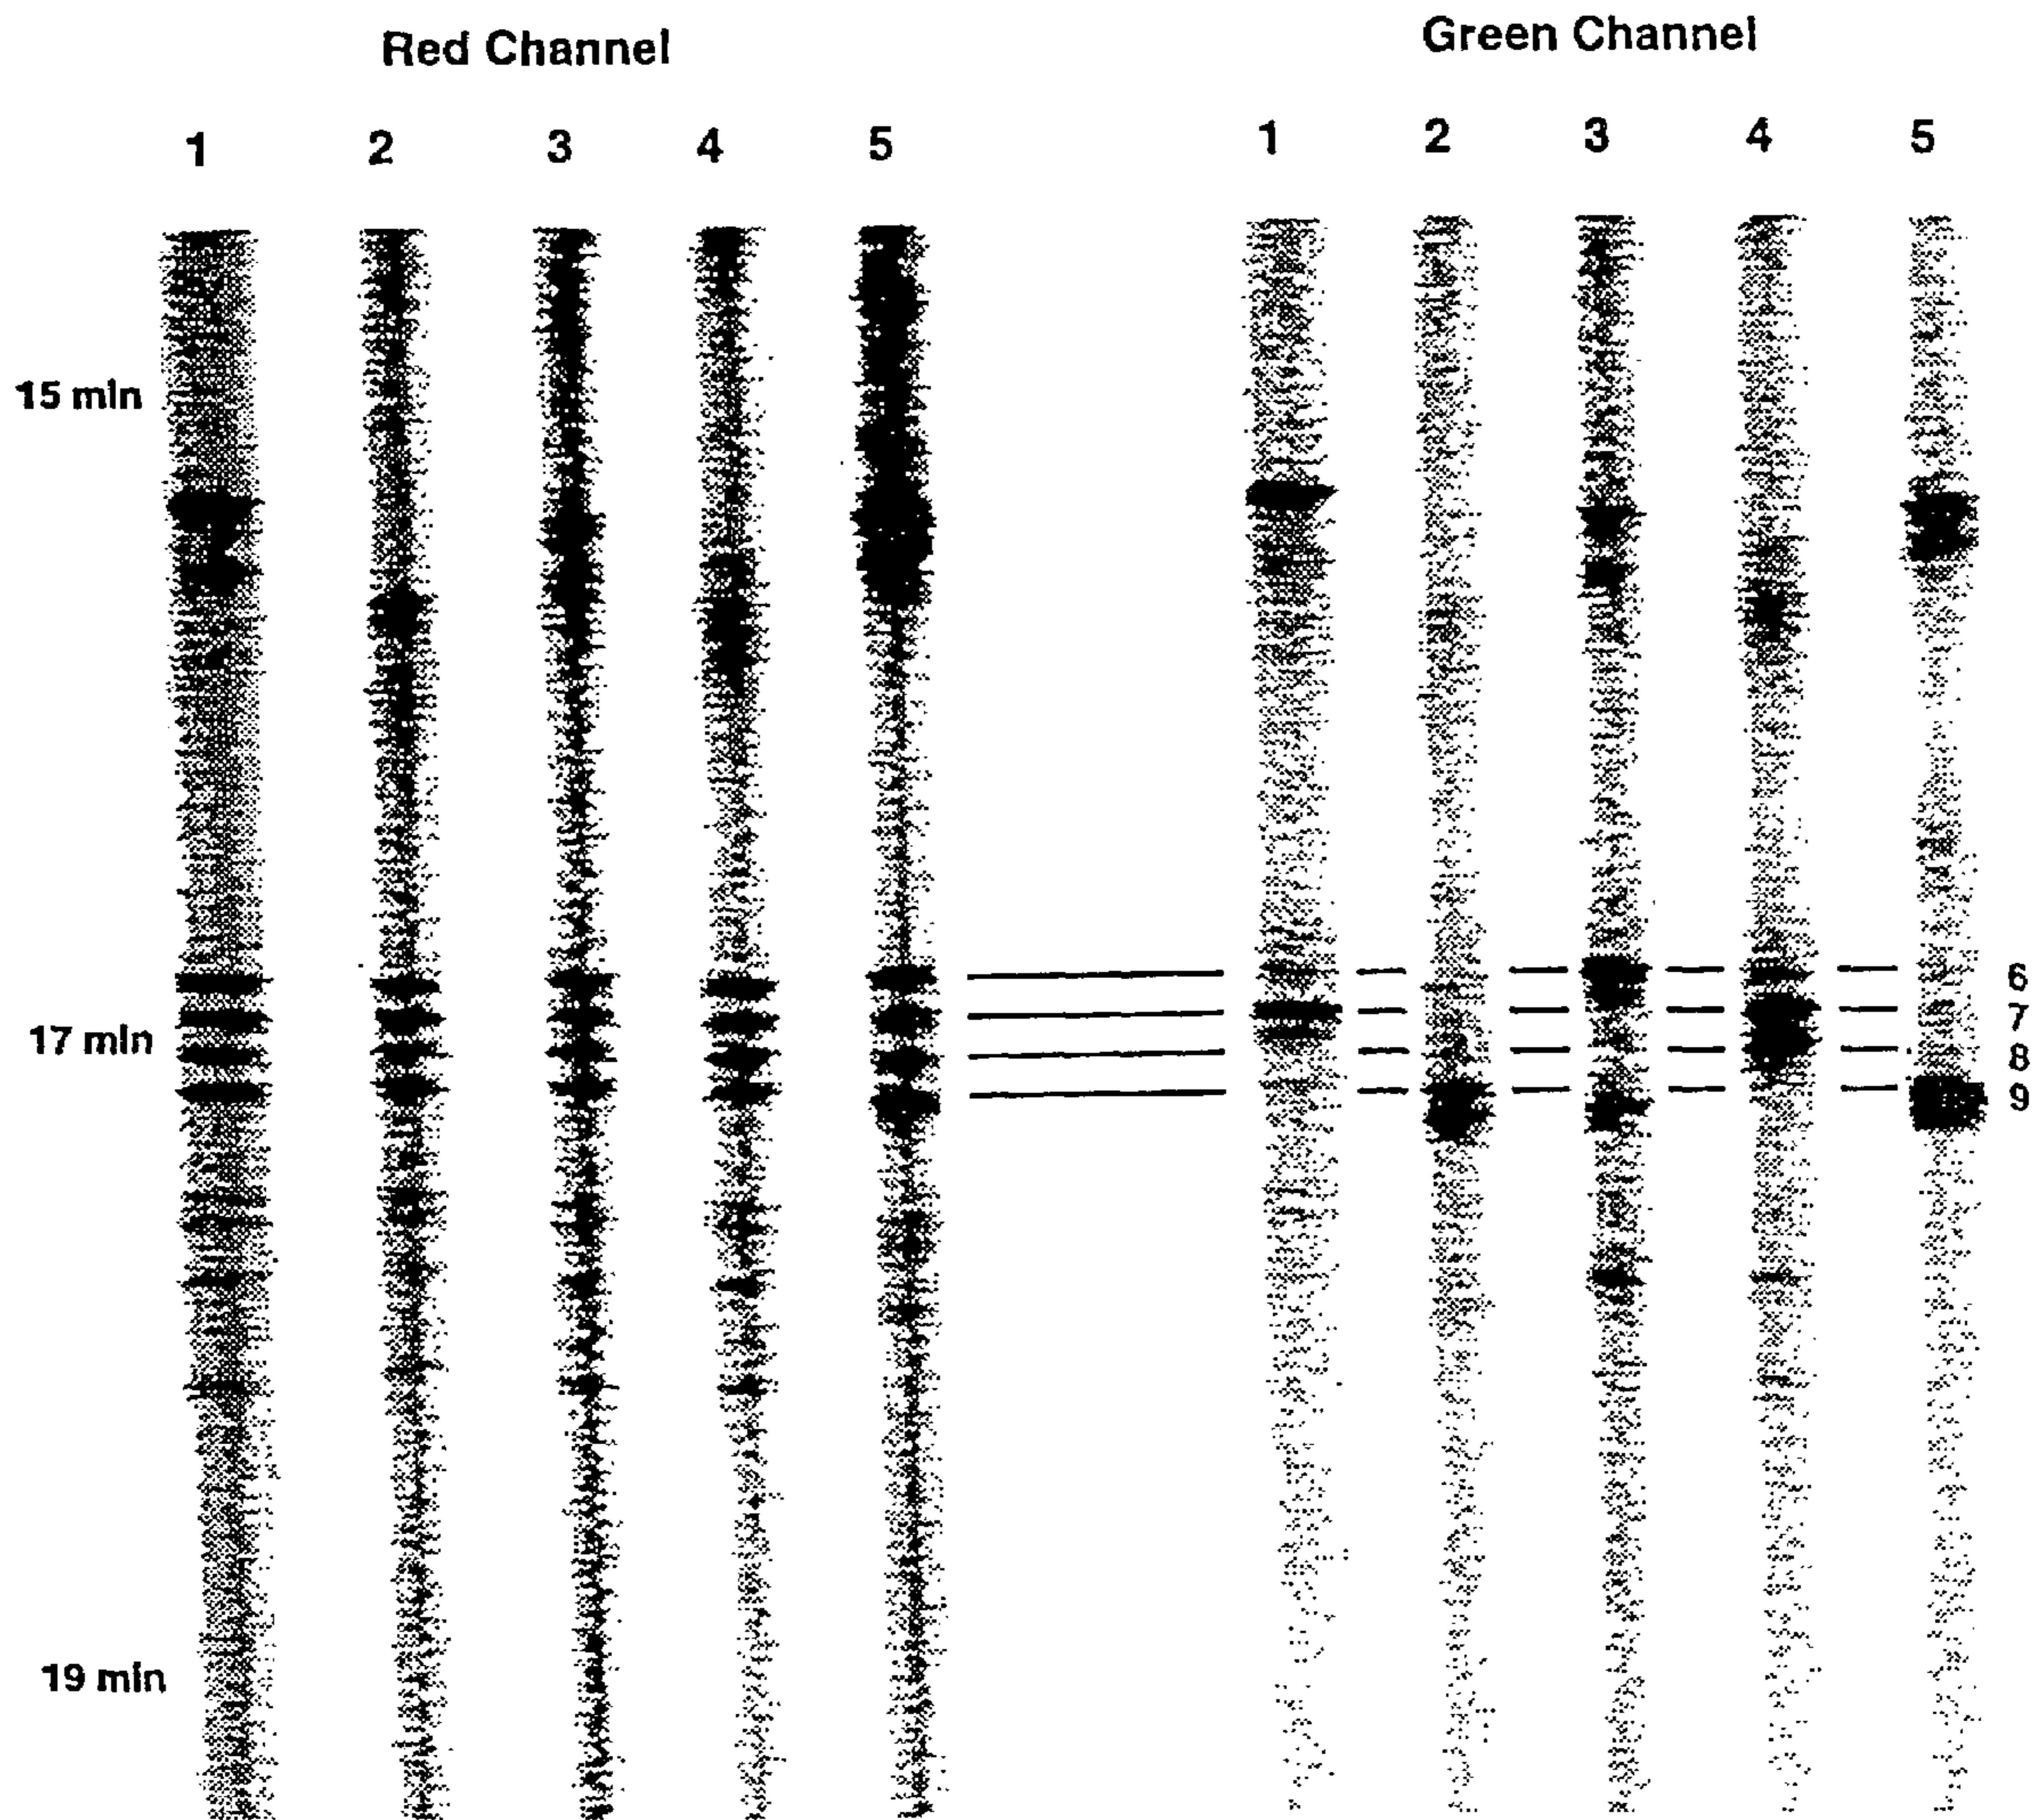 Red Channel
Green Channel
1 2 3 4 5
1 2 3 4 5
15 min
6
7
17 min
8
9
19 min